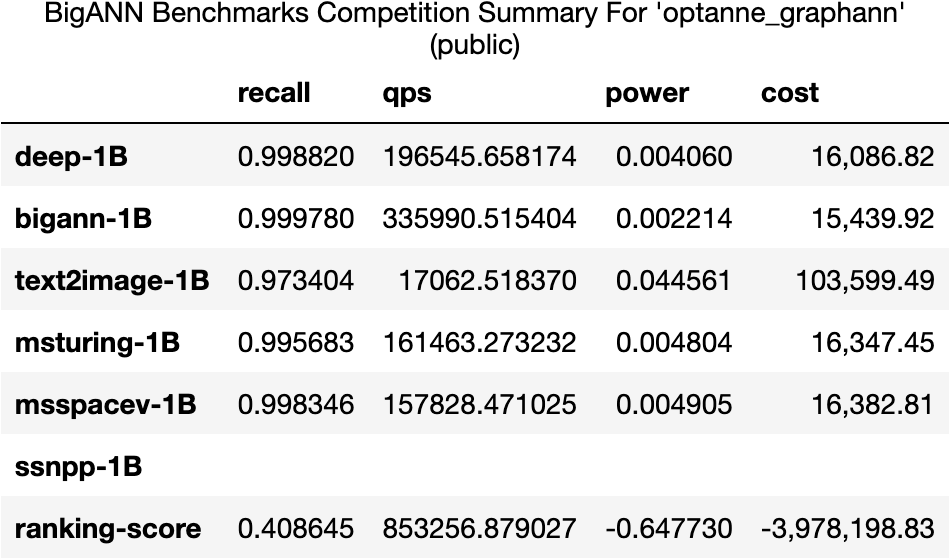 BigANN Benchmarks Competition Summary For 'optanne_graphann'
(public)
recall qps power cost
deep-1B 0.998820 196545.658174 0.004060 16,086.82
bigann-1B 0.999780 335990.515404 0.002214 15,439.92
text2image-1B 0.973404 17062.518370 0.044561 103,599.49
msturing-1B 0.995683 161463.273232 0.004804 16,347.45
msspacev-1B 0.998346 157828.471025 0.004905 16,382.81
ssnpp-1B
ranking-score 0.408645 853256.879027 -0.647730 -3,978,198.83